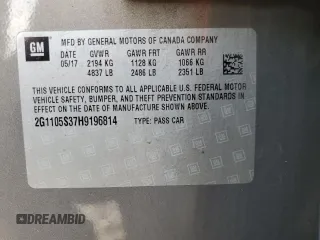 GM
MFD BY GENERAL MOTORS OF CANADA COMPANY
DATE GVWR GAWR FRT GAWR RR
05/17 2194 KG 1128 KG 1066 KG
4837 LB 2486 LB 2351 LB
THIS VEHICLE CONFORMS TO ALL APPLICABLE U.S. FEDERAL MOTOR
VEHICLE SAFETY, BUMPER, AND THEFT PREVENTION STANDARDS IN
EFFECT ON THE DATE OF MANUFACTURE SHOWN ABOVE.
2G1105S37H9196814 TYPE: PASS CAR
DREAMBID